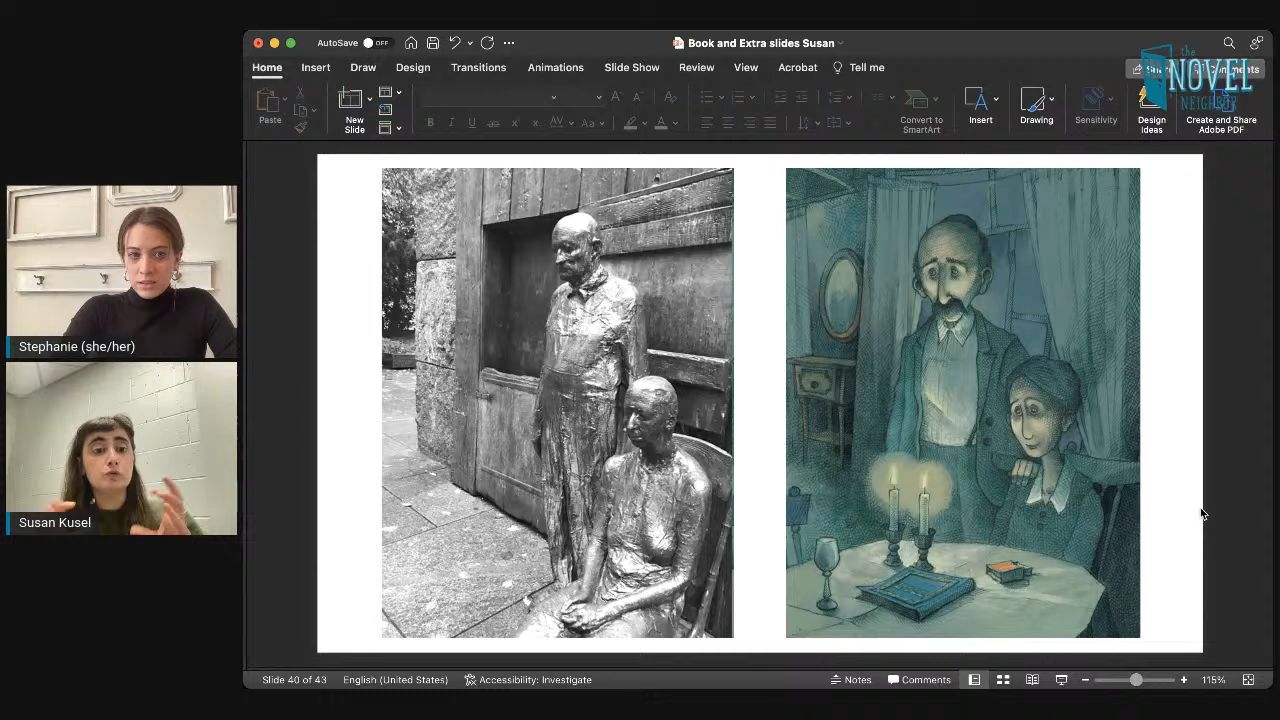 AutoSave OFF
Book and Extra slides Susan
Home Insert Draw Design Transitions Animations Slide Show Review View Acrobat Tell me
Share Comments
the
NOVEL
NEIGHBOR
Paste
New
Slide
Convert to
SmartArt
Insert
Drawing
Sensitivity
Design
Ideas
Create and Share
Adobe PDF
Stephanie (she/her)
Susan Kusel
Slide 40 of 43 English (United States) Accessibility: Investigate Notes Comments 115%